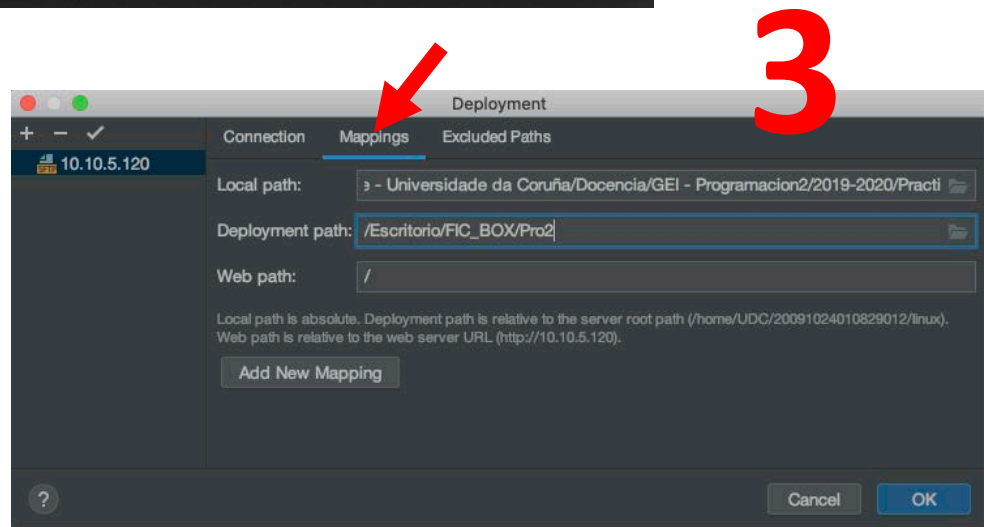 3
Deployment
Connection Mappings Excluded Paths
10.10.5.120
Local path: - Universidade da Coruña/Docencia/GEI - Programacion2/2019-2020/Practi
Deployment path: /Escritorio/FIC_BOX/Pro2
Web path: /
Local path is absolute. Deployment path is relative to the server root path (/home/UDC/20091024010829012/linux).
Web path is relative to the web server URL (http://10.10.5.120).
Add New Mapping
? Cancel OK